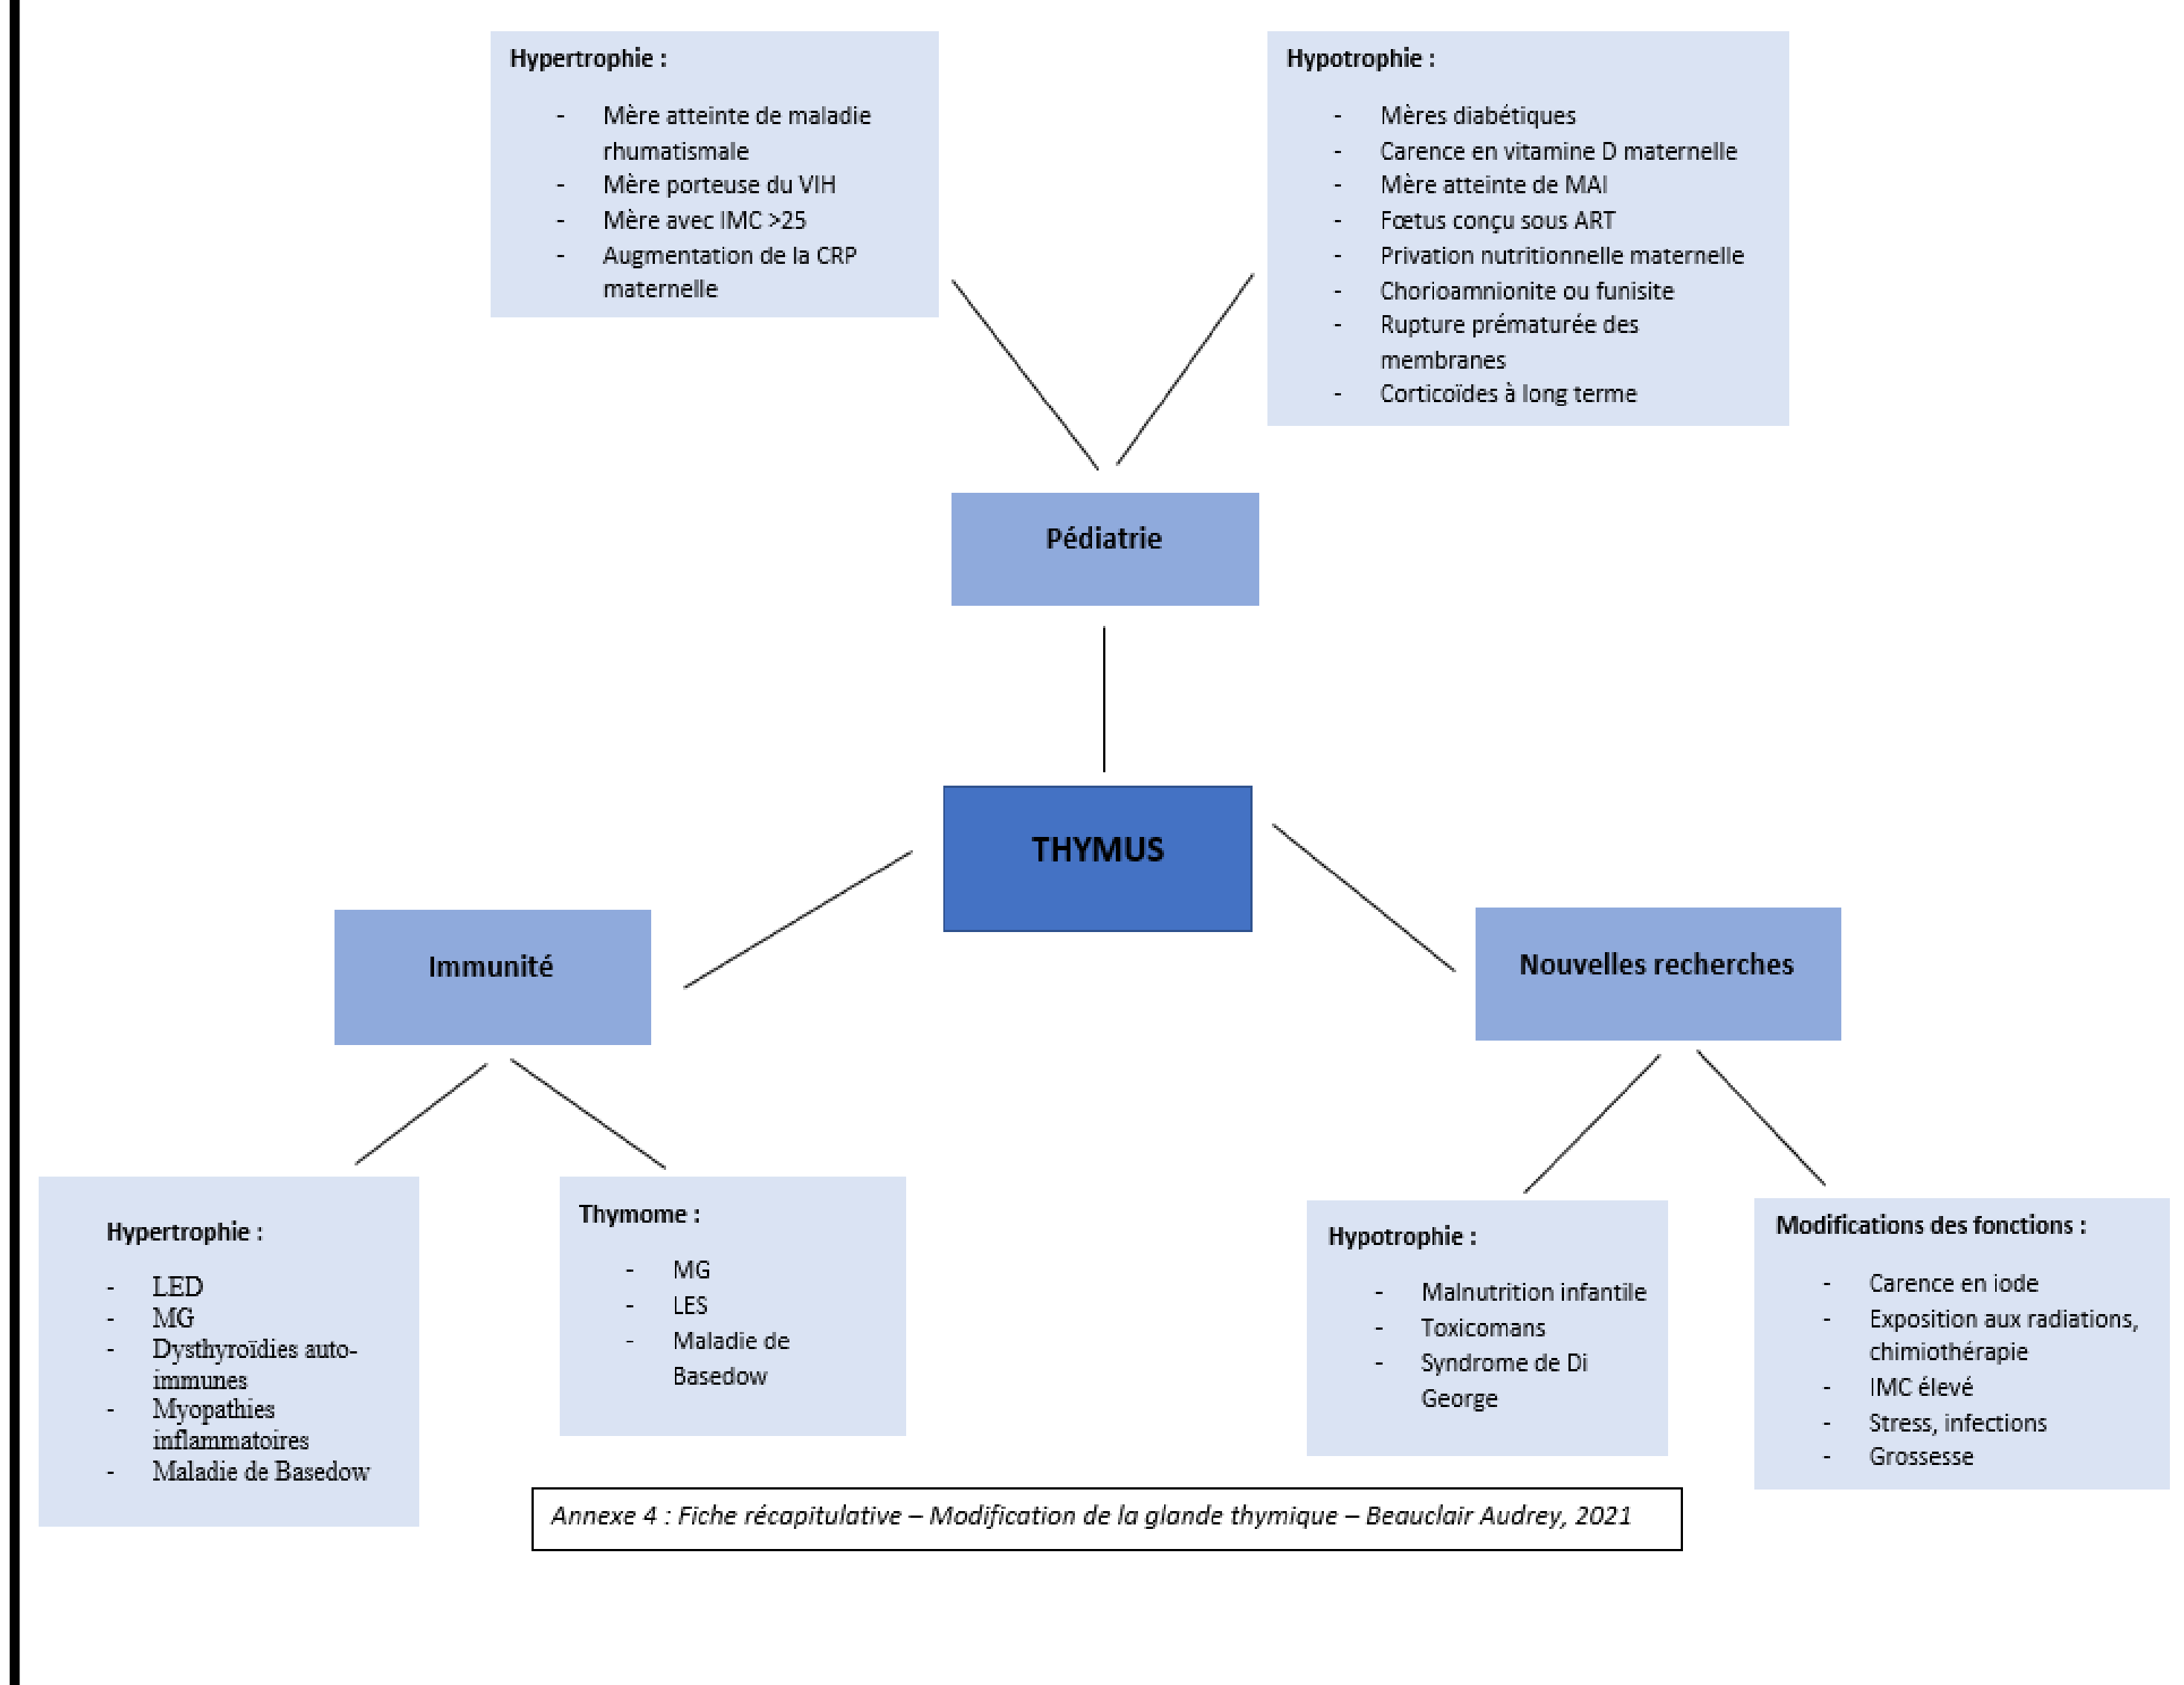 Hypertrophie :
- Mère atteinte de maladie
rhumatismale
- Mère porteuse du VIH
- Mère avec IMC >25
- Augmentation de la CRP
maternelle
Hypotrophie :
- Mères diabétiques
- Carence en vitamine D maternelle
- Mère atteinte de MAI
- Fœtus conçu sous ART
- Privation nutritionnelle maternelle
- Chorioamnionite ou funisite
- Rupture prématurée des
membranes
- Corticoïdes à long terme
Pédiatrie
THYMUS
Immunité
Nouvelles recherches
Hypertrophie :
- LED
- MG
- Dysthyroïdies auto-
immunes
- Myopathies
inflammatoires
- Maladie de Basedow
Thymome :
- MG
- LES
- Maladie de
Basedow
Hypotrophie :
- Malnutrition infantile
- Toxicomans
- Syndrome de Di
George
Modifications des fonctions :
- Carence en iode
- Exposition aux radiations,
chimiothérapie
- IMC élevé
- Stress, infections
- Grossesse
Annexe 4 : Fiche récapitulative – Modification de la glande thymique – Beauclair Audrey, 2021